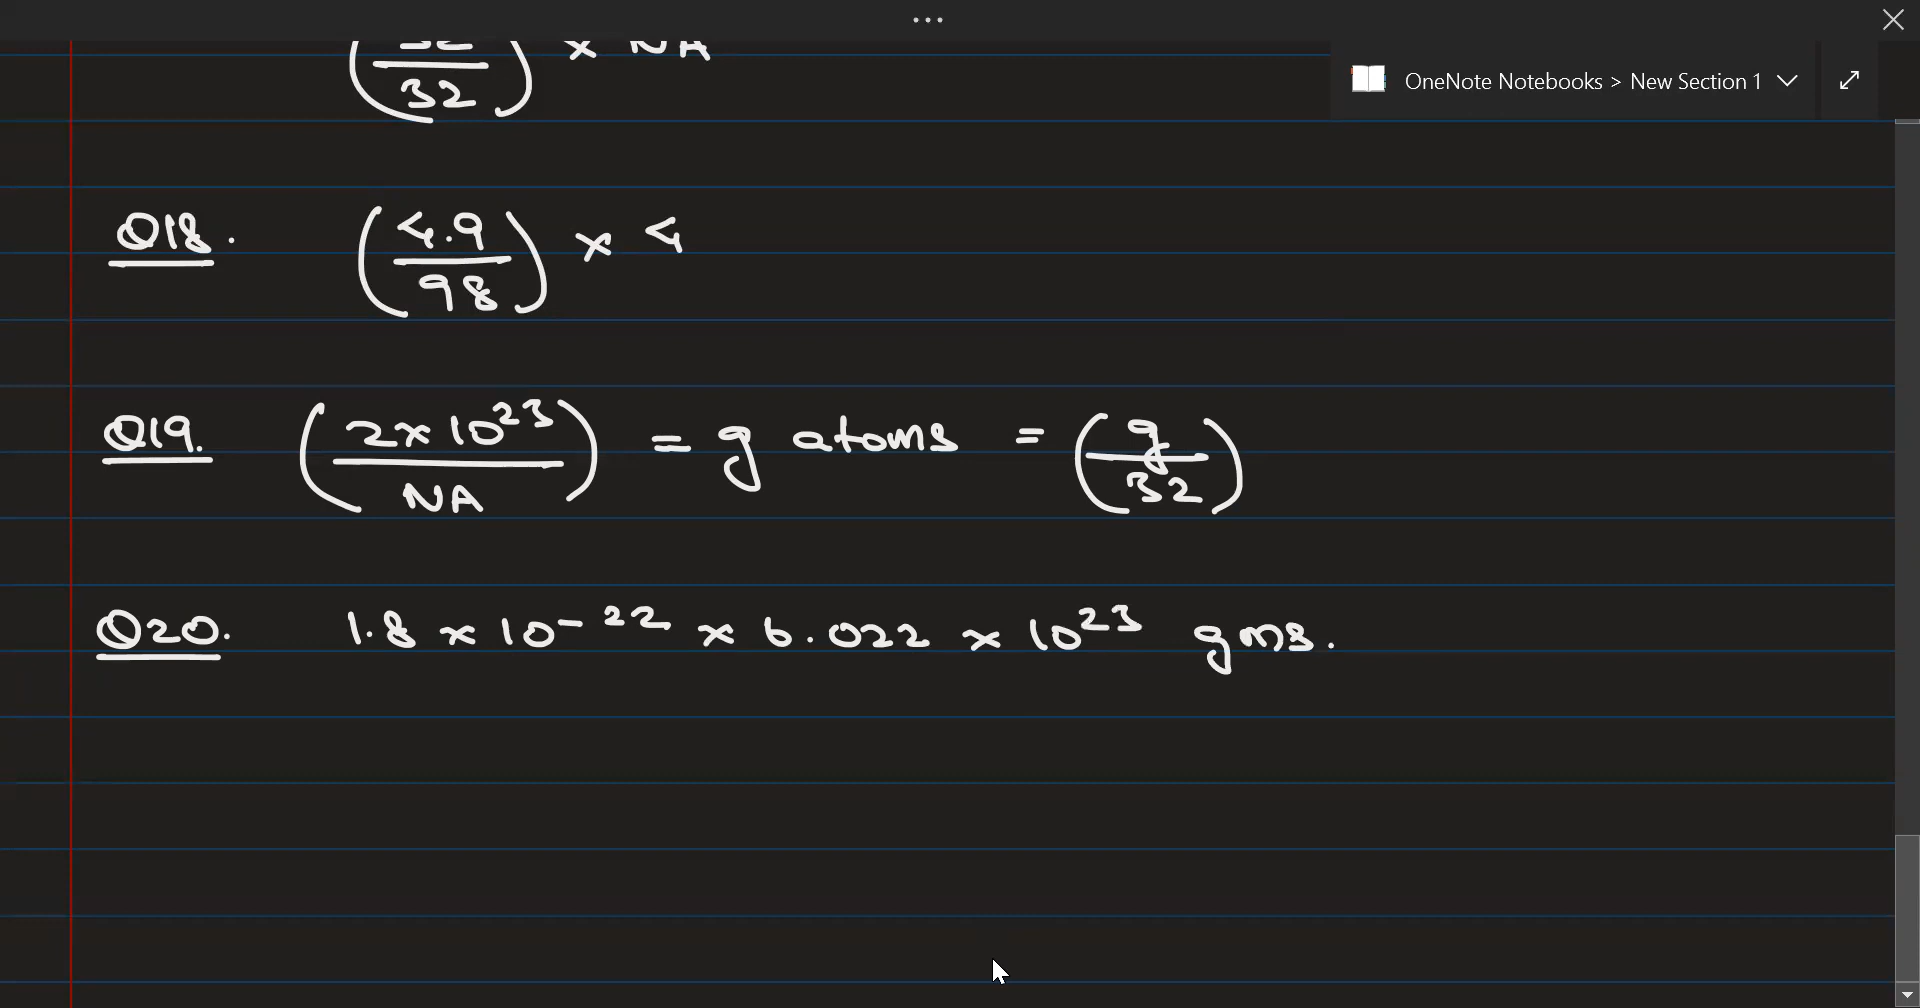 ...
(32/32) × NA
OneNote Notebooks > New Section 1
Q18. (4.9/98) × 4
Q19. (2×10²³/NA) = g atoms = (g/32)
Q20. 1.8 × 10⁻²² × 6.022 × 10²³ gms.